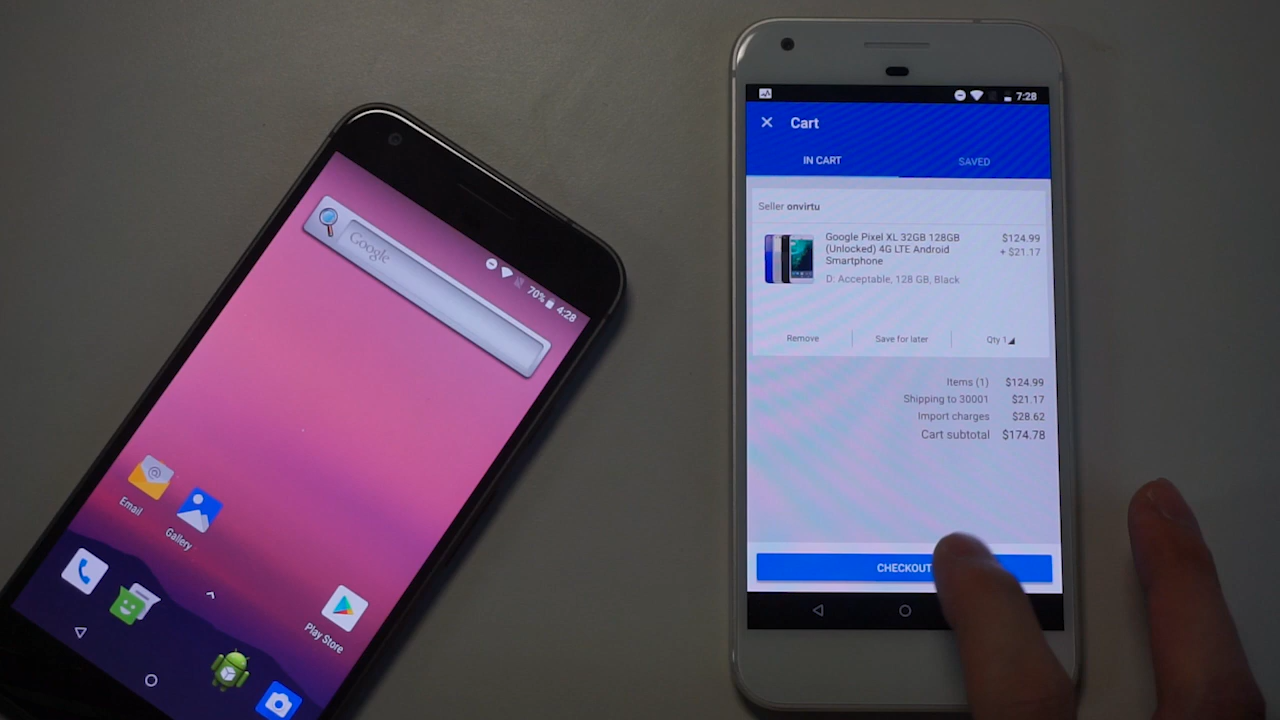 Google
70% 4:28
Email
Gallery
Play Store
7:28
Cart
IN CART
SAVED
Seller onvirtu
Google Pixel XL 32GB 128GB $124.99
(Unlocked) 4G LTE Android + $21.17
Smartphone
D: Acceptable, 128 GB, Black
Remove Save for later Qty 1
Items (1) $124.99
Shipping to 30001 $21.17
Import charges $28.62
Cart subtotal $174.78
CHECKOUT